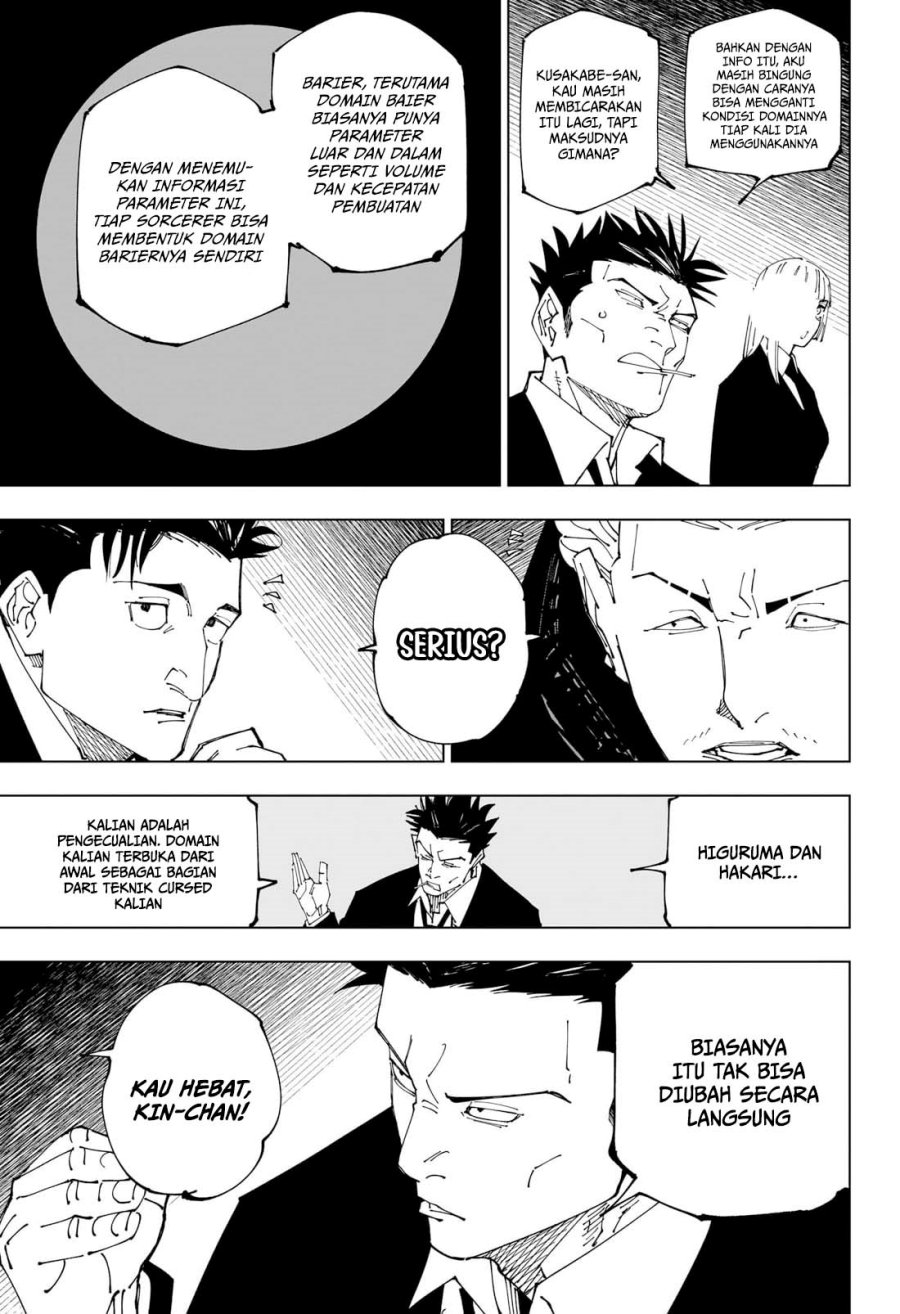 BAHKAN DENGAN
INFO ITU, AKU
MASIH BINGUNG
DENGAN CARANYA
BISA MENGGANTI
KONDISI DOMAINNYA
TIAP KALI DIA
MENGGUNAKANNYA
KUSAKABE-SAN,
KAU MASIH
MEMBICARAKAN
ITU LAGI, TAPI
MAKSUDNYA
GIMANA?
BARIER, TERUTAMA
DOMAIN BAIER
BIASANYA PUNYA
PARAMETER
LUAR DAN DALAM
SEPERTI VOLUME
DAN KECEPATAN
PEMBUATAN
DENGAN MENEMU-
KAN INFORMASI
PARAMETER INI,
TIAP SORCERER BISA
MEMBENTUK DOMAIN
BARIERNYA SENDIRI
SERIUS?
HIGURUMA DAN
HAKARI...
KALIAN ADALAH
PENGECUALIAN. DOMAIN
KALIAN TERBUKA DARI
AWAL SEBAGAI BAGIAN
DARI TEKNIK CURSED
KALIAN
BIASANYA
ITU TAK BISA
DIUBAH SECARA
LANGSUNG
KAU HEBAT,
KIN-CHAN!